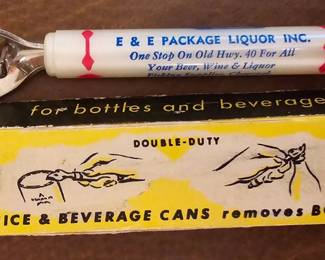 E & E PACKAGE LIQUOR INC.
One Stop On Old Hwy. 40 For All
Your Beer, Wine & Liquor
for bottles and beverage
DOUBLE-DUTY
ICE & BEVERAGE CANS removes Bo